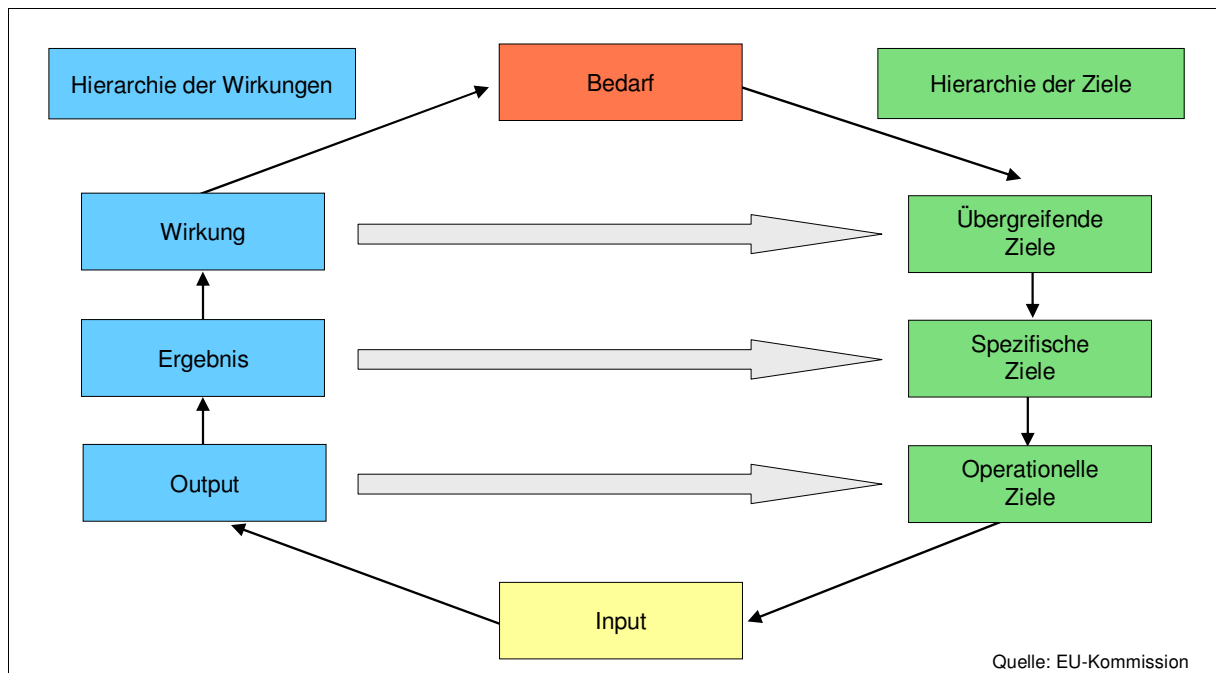 Hierarchie der Wirkungen
Bedarf
Hierarchie der Ziele
Wirkung
Übergreifende
Ziele
Ergebnis
Spezifische
Ziele
Output
Operationelle
Ziele
Input
Quelle: EU-Kommission